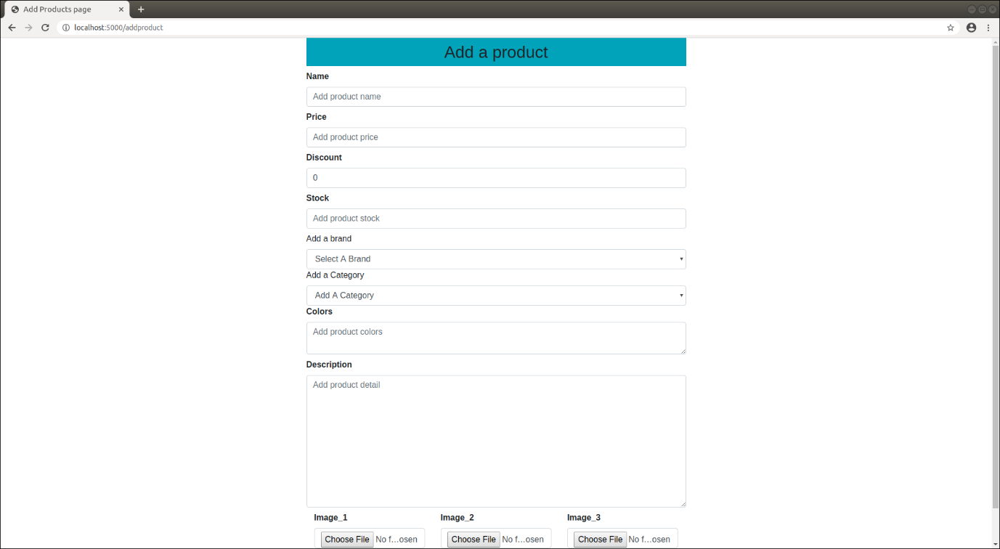 Add Products page
localhost:5000/addproduct
Add a product
Name
Add product name
Price
Add product price
Discount
0
Stock
Add product stock
Add a brand
Select A Brand
Add a Category
Add A Category
Colors
Add product colors
Description
Add product detail
Image_1 Image_2 Image_3
Choose File No f...osen Choose File No f...osen Choose File No f...osen